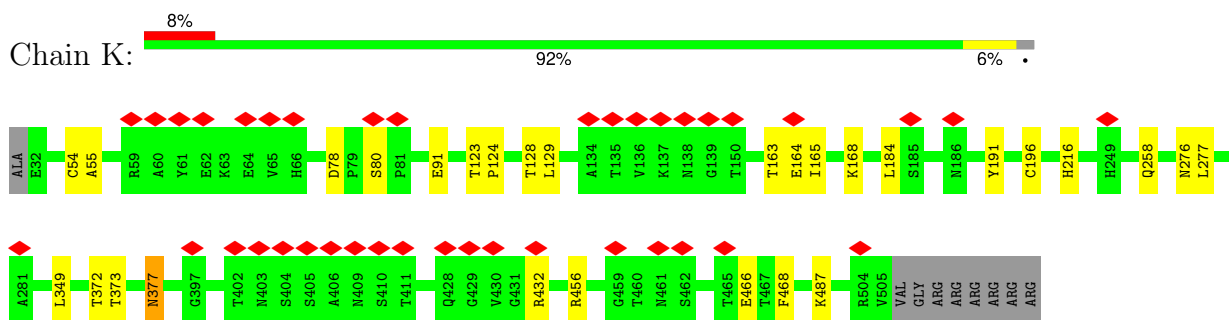 8%
Chain K:
92% 6% •
ALA E32 C54 A55 R59 A60 Y61 E62 K63 E64 V65 H66 D78 P79 S80 P81 E91 T123 P124 T128 L129 A134 T135 V136 K137 N138 G139 T150 T163 E164 I165 K168 L184 S185 N186 Y191 C196 H216 H249 Q258 N276 L277
A281 L349 T372 T373 N377 G397 T402 N403 S404 S405 A406 N409 S410 T411 Q428 G429 V430 G431 R432 R456 G459 T460 N461 S462 T465 E466 T467 F468 K487 R504 V505 VAL GLY ARG ARG ARG ARG ARG ARG